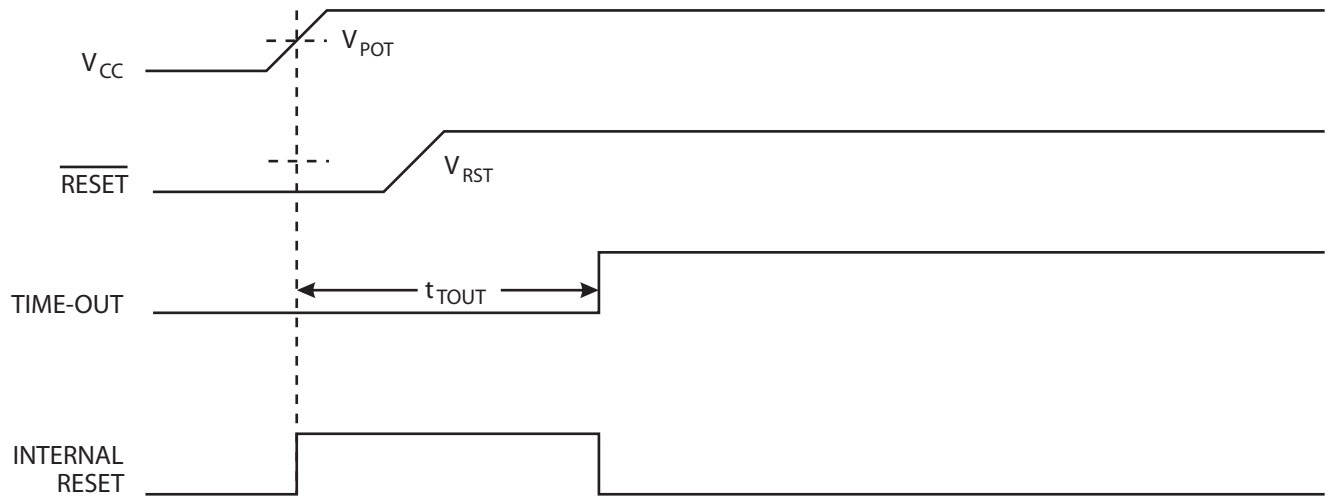 V_POT
V_CC
V_RST
RESET
t_TOUT
TIME-OUT
INTERNAL
RESET